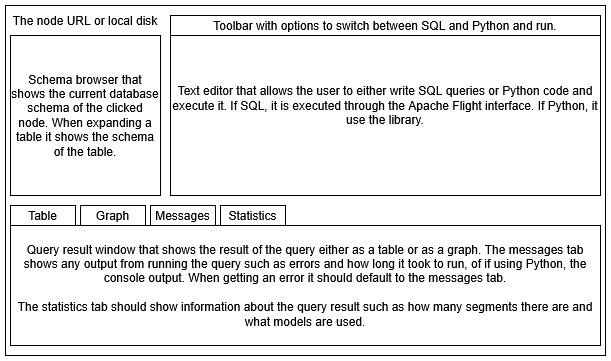 The node URL or local disk
Toolbar with options to switch between SQL and Python and run.
Schema browser that
shows the current database
schema of the clicked
node. When expanding a
table it shows the schema
of the table.
Text editor that allows the user to either write SQL queries or Python code and
execute it. If SQL, it is executed through the Apache Flight interface. If Python, it
use the library.
Table
Graph
Messages
Statistics
Query result window that shows the result of the query either as a table or as a graph. The messages tab
shows any output from running the query such as errors and how long it took to run, of if using Python, the
console output. When getting an error it should default to the messages tab.
The statistics tab should show information about the query result such as how many segments there are and
what models are used.